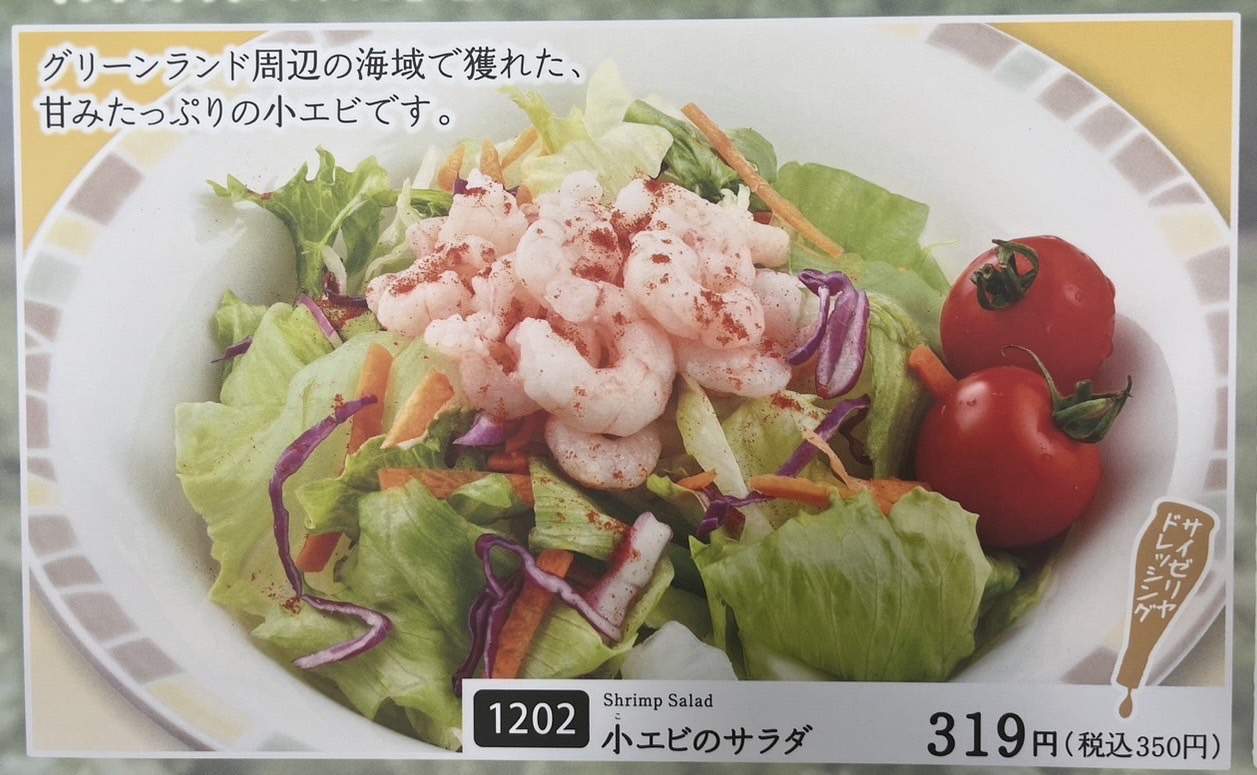 グリーンランド周辺の海域で獲れた、
甘みたっぷりの小エビです。
サイゼリヤ
ドレッシング
1202
Shrimp Salad
こ
小エビのサラダ
319円(税込350円)